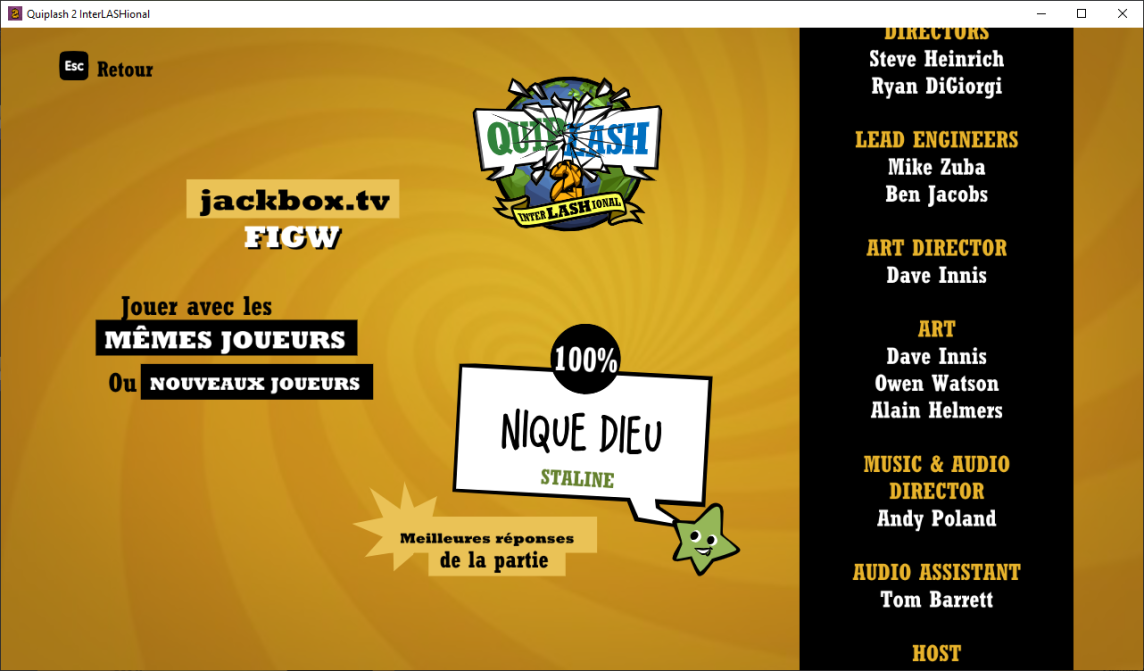 Quiplash 2 InterLASHional
Esc Retour
QUIPLASH
2
INTERLASHIONAL
jackbox.tv
FIGW
Jouer avec les
MÊMES JOUEURS
Ou NOUVEAUX JOUEURS
100%
NIQUE DIEU
STALINE
Meilleures réponses
de la partie
DIRECTORS
Steve Heinrich
Ryan DiGiorgi
LEAD ENGINEERS
Mike Zuba
Ben Jacobs
ART DIRECTOR
Dave Innis
ART
Dave Innis
Owen Watson
Alain Helmers
MUSIC & AUDIO
DIRECTOR
Andy Poland
AUDIO ASSISTANT
Tom Barrett
HOST